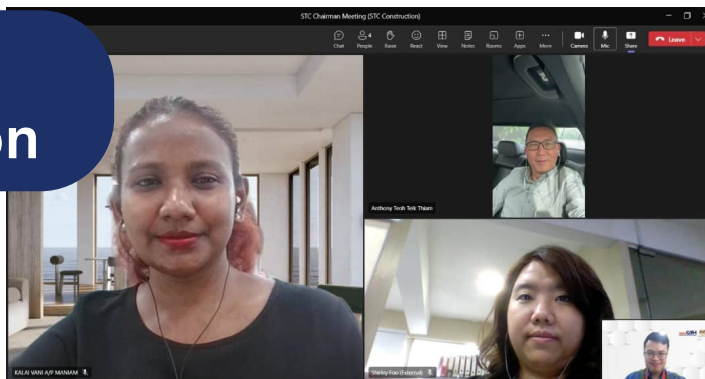 STC Chairman Meeting (STC Construction)
on
4
Chat People Raise React View Notes Rooms Apps More Camera Mic Share Leave
Anthony Teoh Teik Thiam
KALAI VANI A/P MANIAM
Shirley Foo (External)